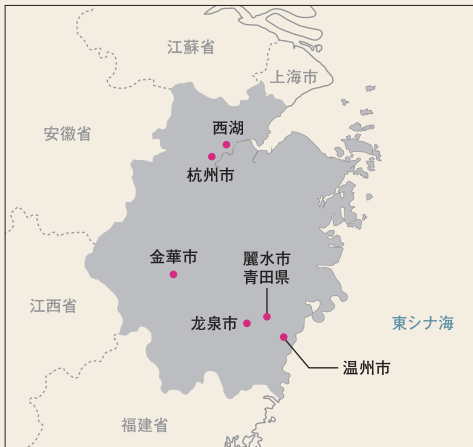 江蘇省
上海市
安徽省
西湖
杭州市
金華市
麗水市
青田県
江西省
龙泉市
東シナ海
温州市
福建省